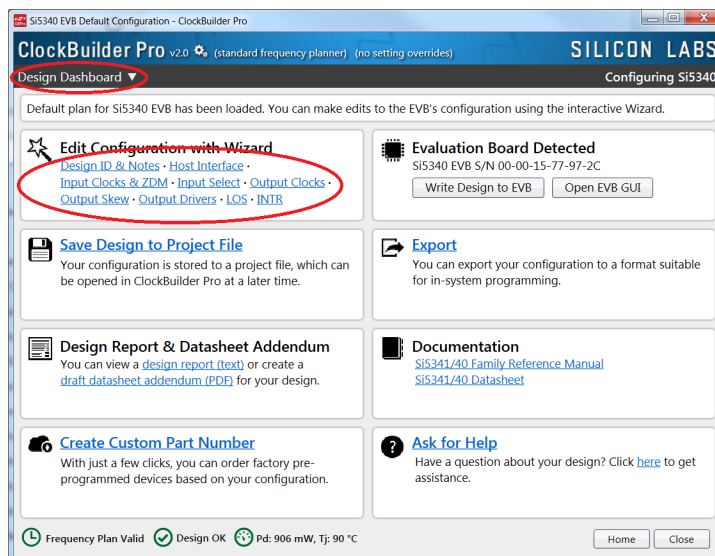 Si5340 EVB Default Configuration - ClockBuilder Pro
ClockBuilder Pro v2.0 (standard frequency planner) (no setting overrides)
SILICON LABS
Design Dashboard ▼
Configuring Si5340
Default plan for Si5340 EVB has been loaded. You can make edits to the EVB's configuration using the interactive Wizard.
Edit Configuration with Wizard
Design ID & Notes · Host Interface ·
Input Clocks & ZDM · Input Select · Output Clocks ·
Output Skew · Output Drivers · LOS · INTR
Evaluation Board Detected
Si5340 EVB S/N 00-00-15-77-97-2C
Write Design to EVB
Open EVB GUI
Save Design to Project File
Your configuration is stored to a project file, which can
be opened in ClockBuilder Pro at a later time.
Export
You can export your configuration to a format suitable
for in-system programming.
Design Report & Datasheet Addendum
You can view a design report (text) or create a
draft datasheet addendum (PDF) for your design.
Documentation
Si5341/40 Family Reference Manual
Si5341/40 Datasheet
Create Custom Part Number
With just a few clicks, you can order factory pre-
programmed devices based on your configuration.
Ask for Help
Have a question about your design? Click here to get
assistance.
Frequency Plan Valid
Design OK
Pd: 906 mW, Tj: 90 °C
Home
Close